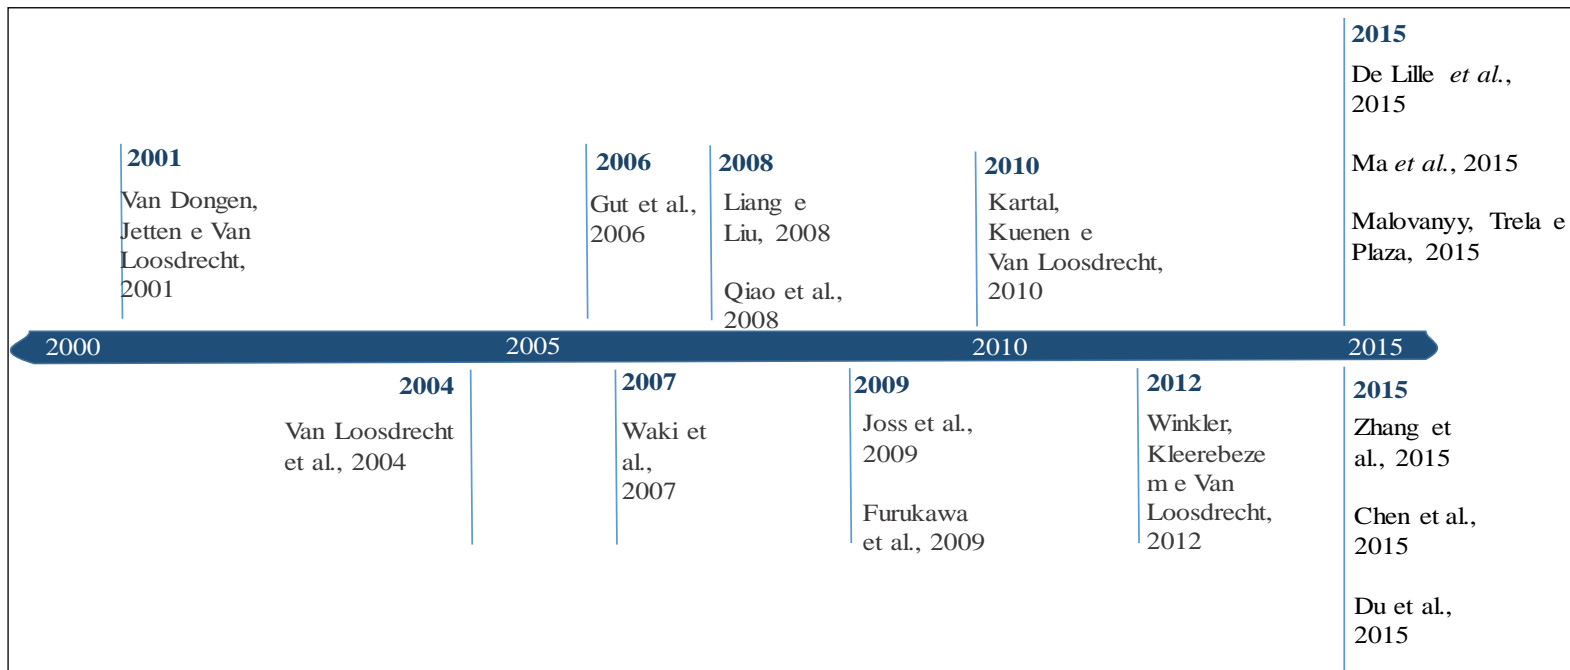 2001
Van Dongen,
Jetten e Van
Loosdrecht,
2001
2006
Gut et al.,
2006
2008
Liang e
Liu, 2008
Qiao et al.,
2008
2010
Kartal,
Kuenen e
Van Loosdrecht,
2010
2015
De Lille et al.,
2015
Ma et al., 2015
Malovanyy, Trela e
Plaza, 2015
2000
2005
2010
2015
2004
Van Loosdrecht
et al., 2004
2007
Waki et
al.,
2007
2009
Joss et al.,
2009
Furukawa
et al., 2009
2012
Winkler,
Kleerebeze
m e Van
Loosdrecht,
2012
2015
Zhang et
al., 2015
Chen et al.,
2015
Du et al.,
2015